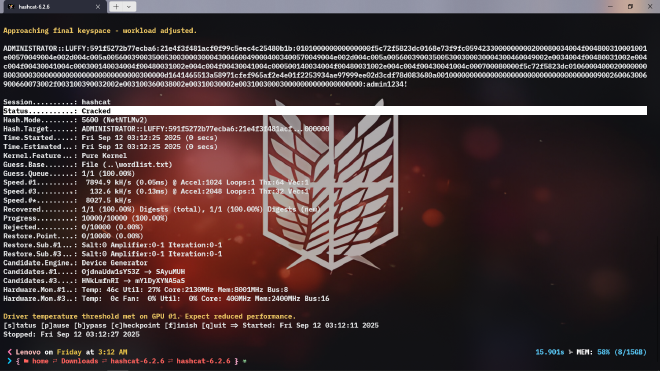 hashcat-6.2.6
Approaching final keyspace - workload adjusted.
Session..........: hashcat
Status...........: Cracked
Hash.Mode........: 5600 (NetNTLMv2)
Hash.Target......: ADMINISTRATOR::LUFFY:591f5272b77ecba6:21e4f3f481acf...000000
Time.Started.....: Fri Sep 12 03:12:25 2025 (0 secs)
Time.Estimated...: Fri Sep 12 03:12:25 2025 (0 secs)
Kernel.Feature...: Pure Kernel
Guess.Base.......: File (..\wordlist.txt)
Guess.Queue......: 1/1 (100.00%)
Speed.#1.........: 7894.9 kH/s (0.05ms) @ Accel:1024 Loops:1 Thr:64 Vec:1
Speed.#3.........: 132.6 kH/s (0.13ms) @ Accel:2048 Loops:1 Thr:32 Vec:1
Speed.#*.........: 8027.5 kH/s
Recovered........: 1/1 (100.00%) Digests (total), 1/1 (100.00%) Digests (new)
Progress.........: 10000/10000 (100.00%)
Rejected.........: 0/10000 (0.00%)
Restore.Point....: 0/10000 (0.00%)
Restore.Sub.#1...: Salt:0 Amplifier:0-1 Iteration:0-1
Restore.Sub.#3...: Salt:0 Amplifier:0-1 Iteration:0-1
Candidate.Engine.: Device Generator
Candidates.#1....: OjdnaUdw1sYS3Z -> SAyuMUH
Candidates.#3....: HNkLmfnRI -> mYlDyXYNA5aS
Hardware.Mon.#1..: Temp: 46c Util: 27% Core:2130MHz Mem:8001MHz Bus:8
Hardware.Mon.#3..: Temp: 0c Fan: 0% Util: 0% Core: 400MHz Mem:2400MHz Bus:16
Driver temperature threshold met on GPU #1. Expect reduced performance.
[s]tatus [p]ause [b]ypass [c]heckpoint [f]inish [q]uit => Started: Fri Sep 12 03:12:11 2025
Stopped: Fri Sep 12 03:12:27 2025
Lenovo on Friday at 3:12 AM 15.901s MEM: 58% (8/15GB)
{ home Downloads hashcat-6.2.6 hashcat-6.2.6 }